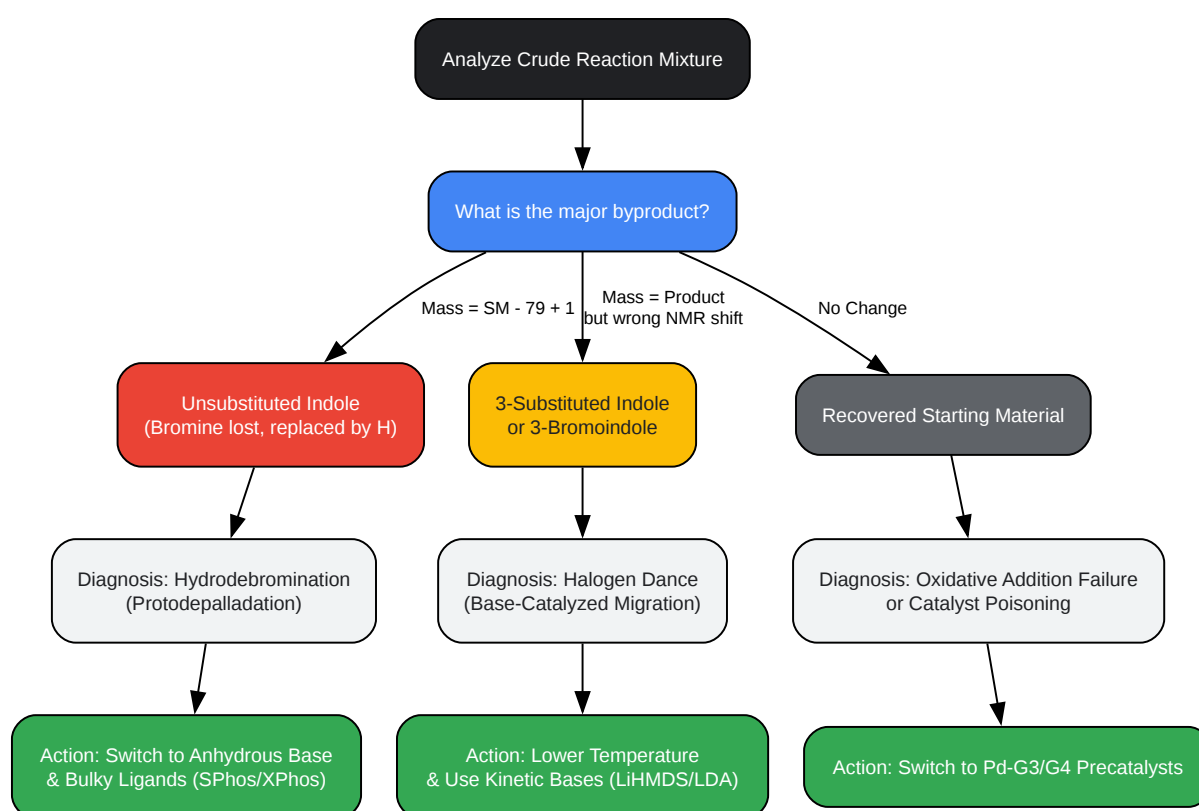 Analyze Crude Reaction Mixture
What is the major byproduct?
Mass = SM - 79 + 1
Mass = Product
but wrong NMR shift
No Change
Unsubstituted Indole
(Bromine lost, replaced by H)
3-Substituted Indole
or 3-Bromoindole
Recovered Starting Material
Diagnosis: Hydrodebromination
(Protodepalladation)
Diagnosis: Halogen Dance
(Base-Catalyzed Migration)
Diagnosis: Oxidative Addition Failure
or Catalyst Poisoning
Action: Switch to Anhydrous Base
& Bulky Ligands (SPhos/XPhos)
Action: Lower Temperature
& Use Kinetic Bases (LiHMDS/LDA)
Action: Switch to Pd-G3/G4 Precatalysts